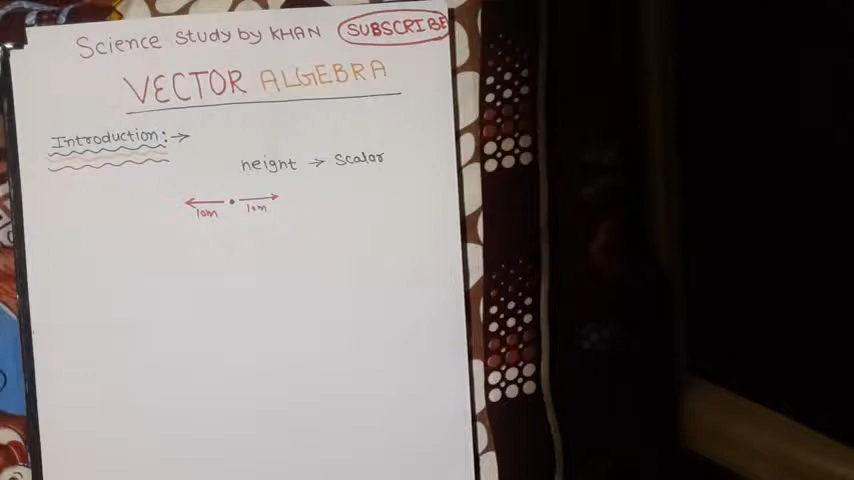 Science Study by KHAN SUBSCRIBE
VECTOR ALGEBRA
Introduction:→
height → Scalar
10m 10m